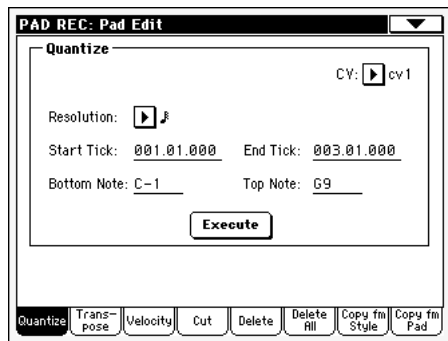 PAD REC: Pad Edit
Quantize
CV: cv1
Resolution:
Start Tick: 001.01.000 End Tick: 003.01.000
Bottom Note: C-1 Top Note: G9
Execute
Quantize Trans-pose Velocity Cut Delete Delete All Copy fm Style Copy fm Pad